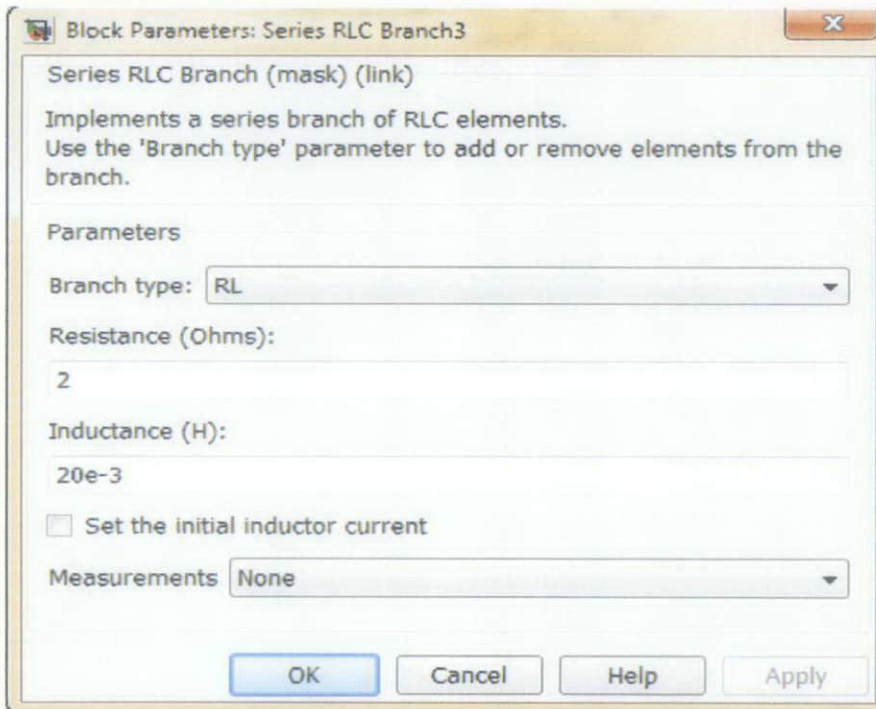 Block Parameters: Series RLC Branch3
Series RLC Branch (mask) (link)
Implements a series branch of RLC elements.
Use the 'Branch type' parameter to add or remove elements from the
branch.
Parameters
Branch type: RL
Resistance (Ohms):
2
Inductance (H):
20e-3
Set the initial inductor current
Measurements None
OK Cancel Help Apply